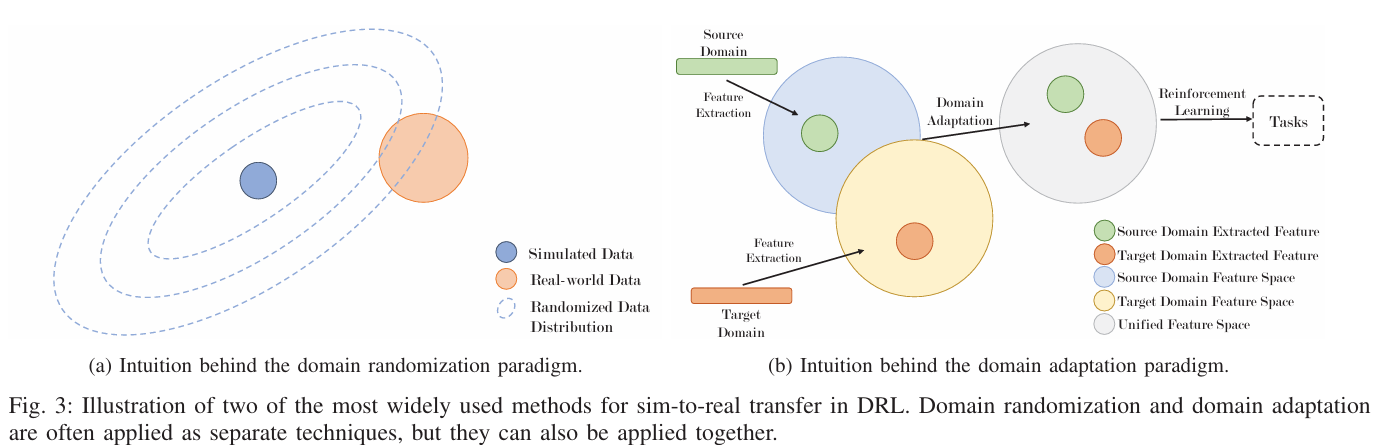 Simulated Data
Real-world Data
Randomized Data
Distribution
(a) Intuition behind the domain randomization paradigm.
Source
Domain
Feature
Extraction
Domain
Adaptation
Reinforcement
Learning
Tasks
Feature
Extraction
Target
Domain
Source Domain Extracted Feature
Target Domain Extracted Feature
Source Domain Feature Space
Target Domain Feature Space
Unified Feature Space
(b) Intuition behind the domain adaptation paradigm.
Fig. 3: Illustration of two of the most widely used methods for sim-to-real transfer in DRL. Domain randomization and domain adaptation
are often applied as separate techniques, but they can also be applied together.